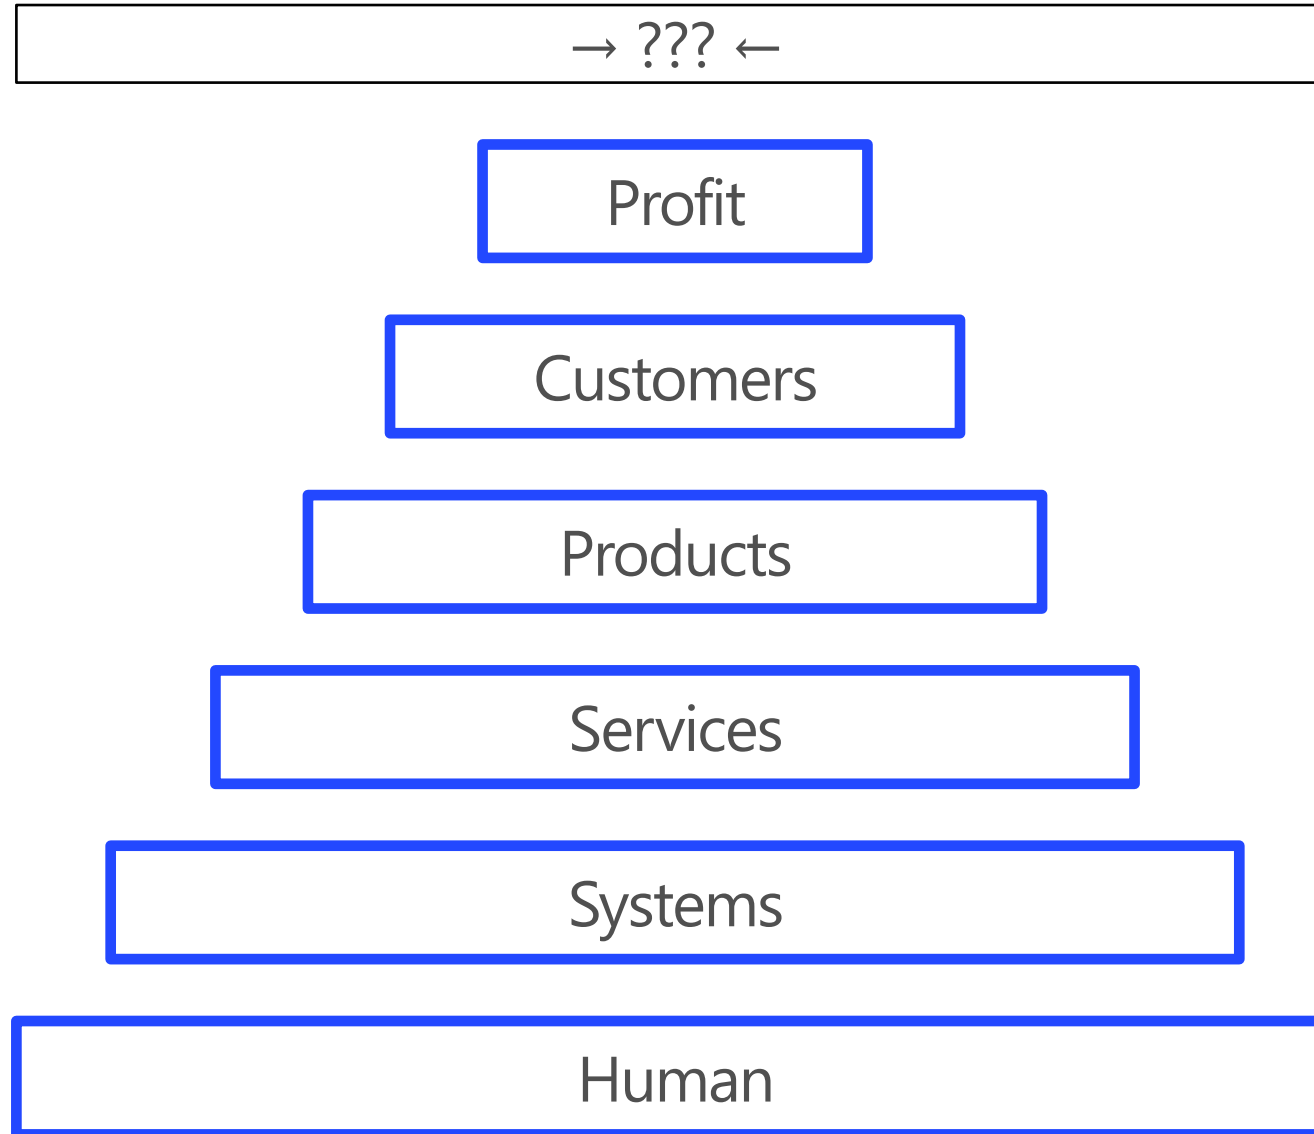 → ??? ←
Profit
Customers
Products
Services
Systems
Human